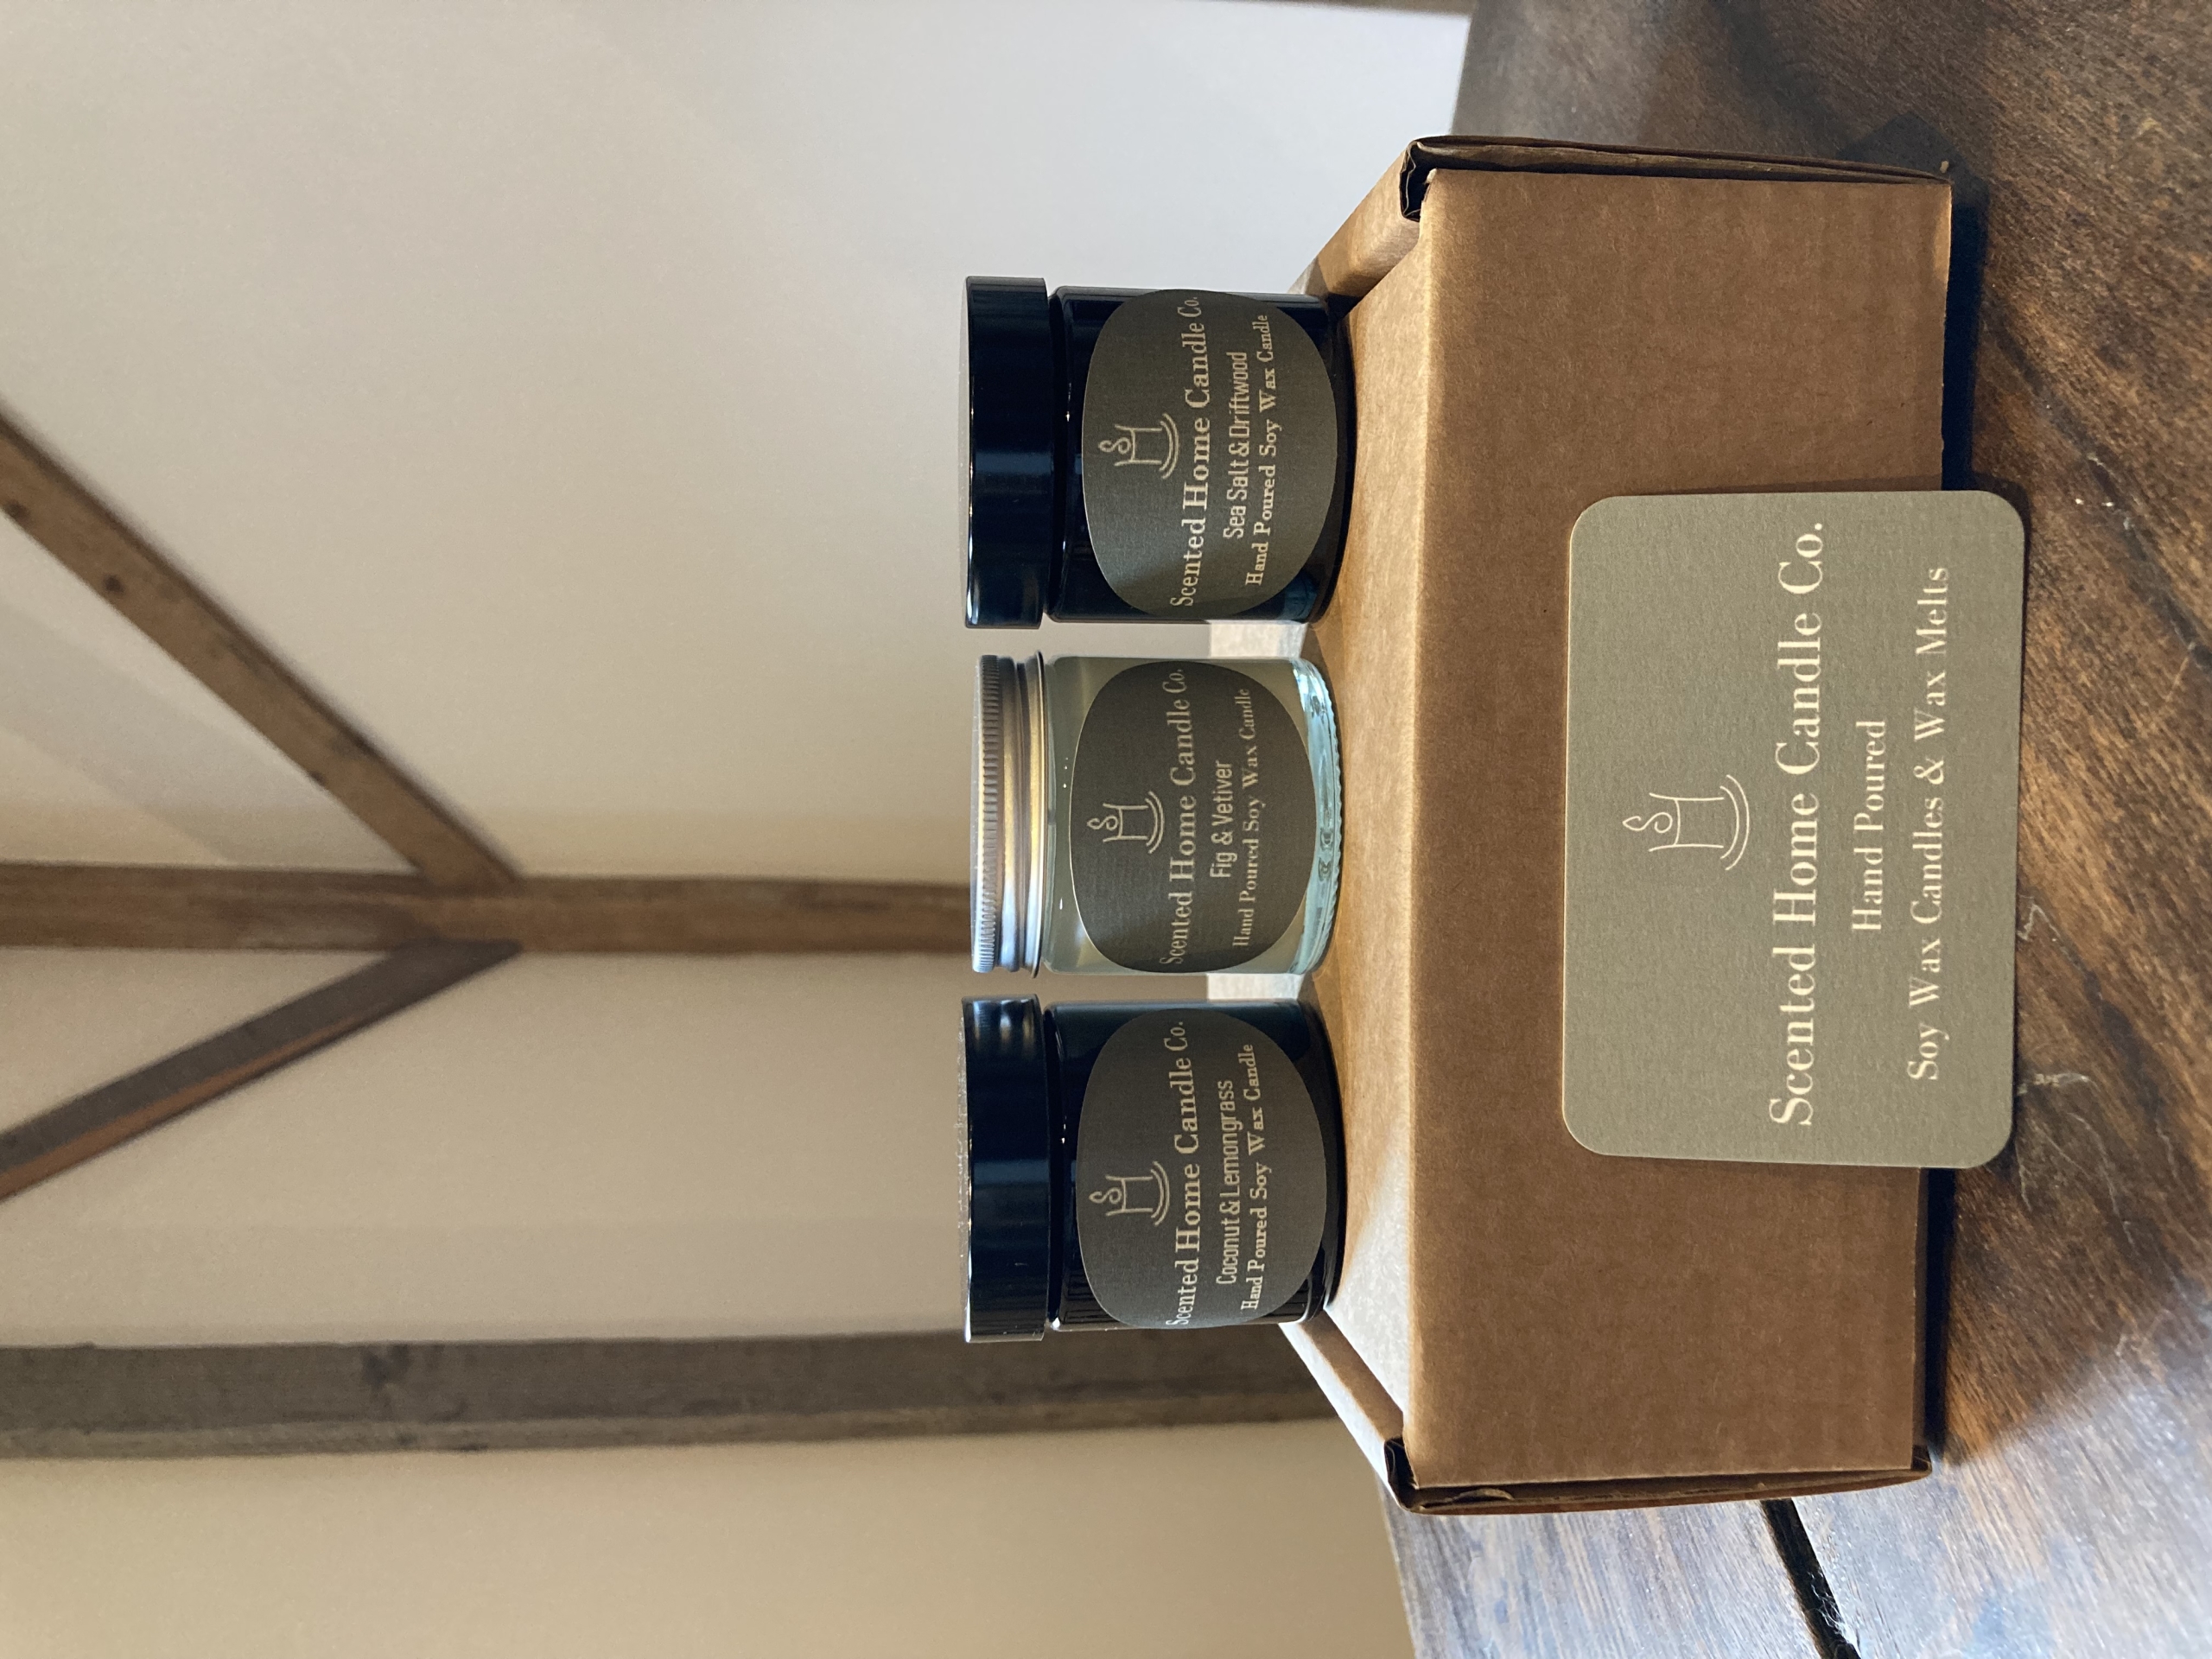 Scented Home Candle Co.
Coconut & Lemongrass
Hand Poured Soy Wax Candle
Scented Home Candle Co.
Fig & Vetiver
Hand Poured Soy Wax Candle
Scented Home Candle Co.
Sea Salt & Driftwood
Hand Poured Soy Wax Candle
Scented Home Candle Co.
Hand Poured
Soy Wax Candles & Wax Melts